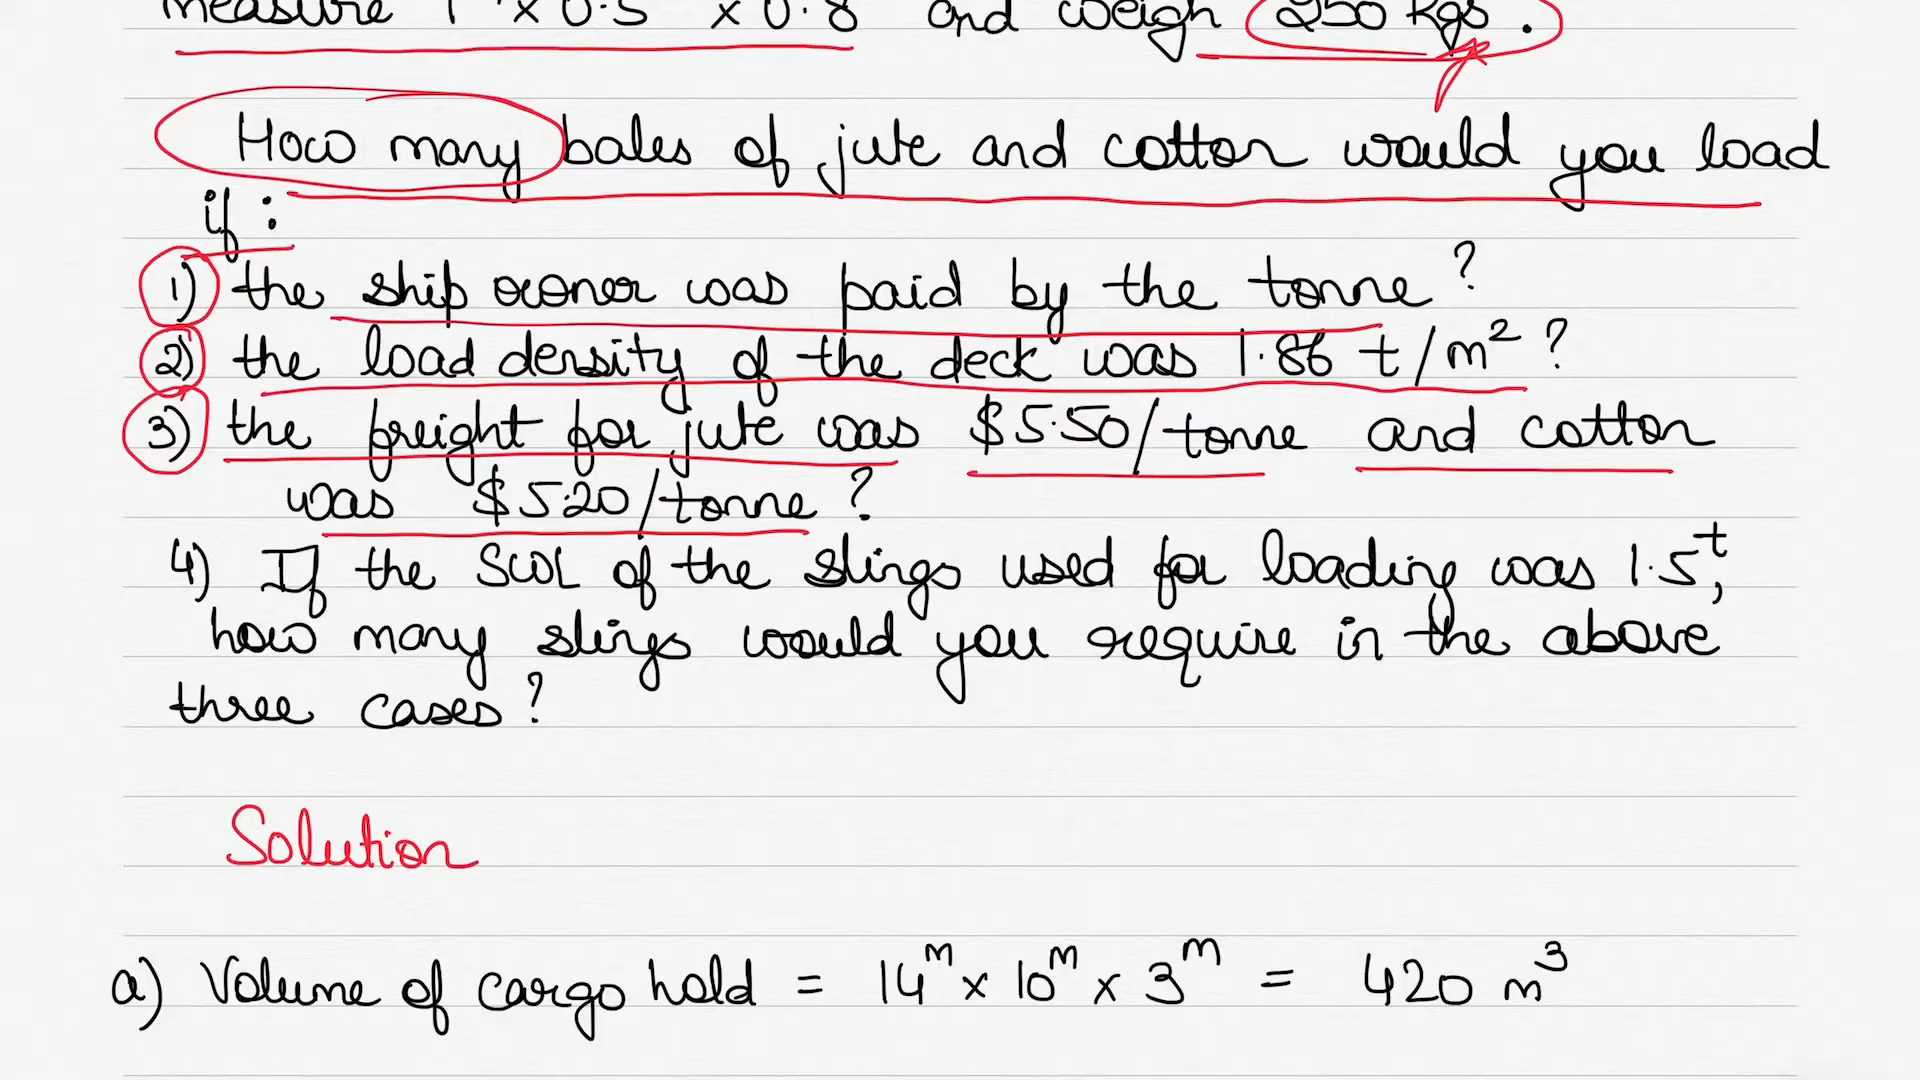 measure 1 x 0.5 x 0.8 and weigh 250 kgs.
How many bales of jute and cotton would you load
if :
1) the ship owner was paid by the tonne?
2) the load density of the deck was 1.86 t/m²?
3) the freight for jute was $5.50/tonne and cotton
was $5.20/tonne?
4) If the SWL of the slings used for loading was 1.5ᵗ,
how many slings would you require in the above
three cases?
Solution
a) Volume of cargo hold = 14ᵐ x 10ᵐ x 3ᵐ = 420 m³